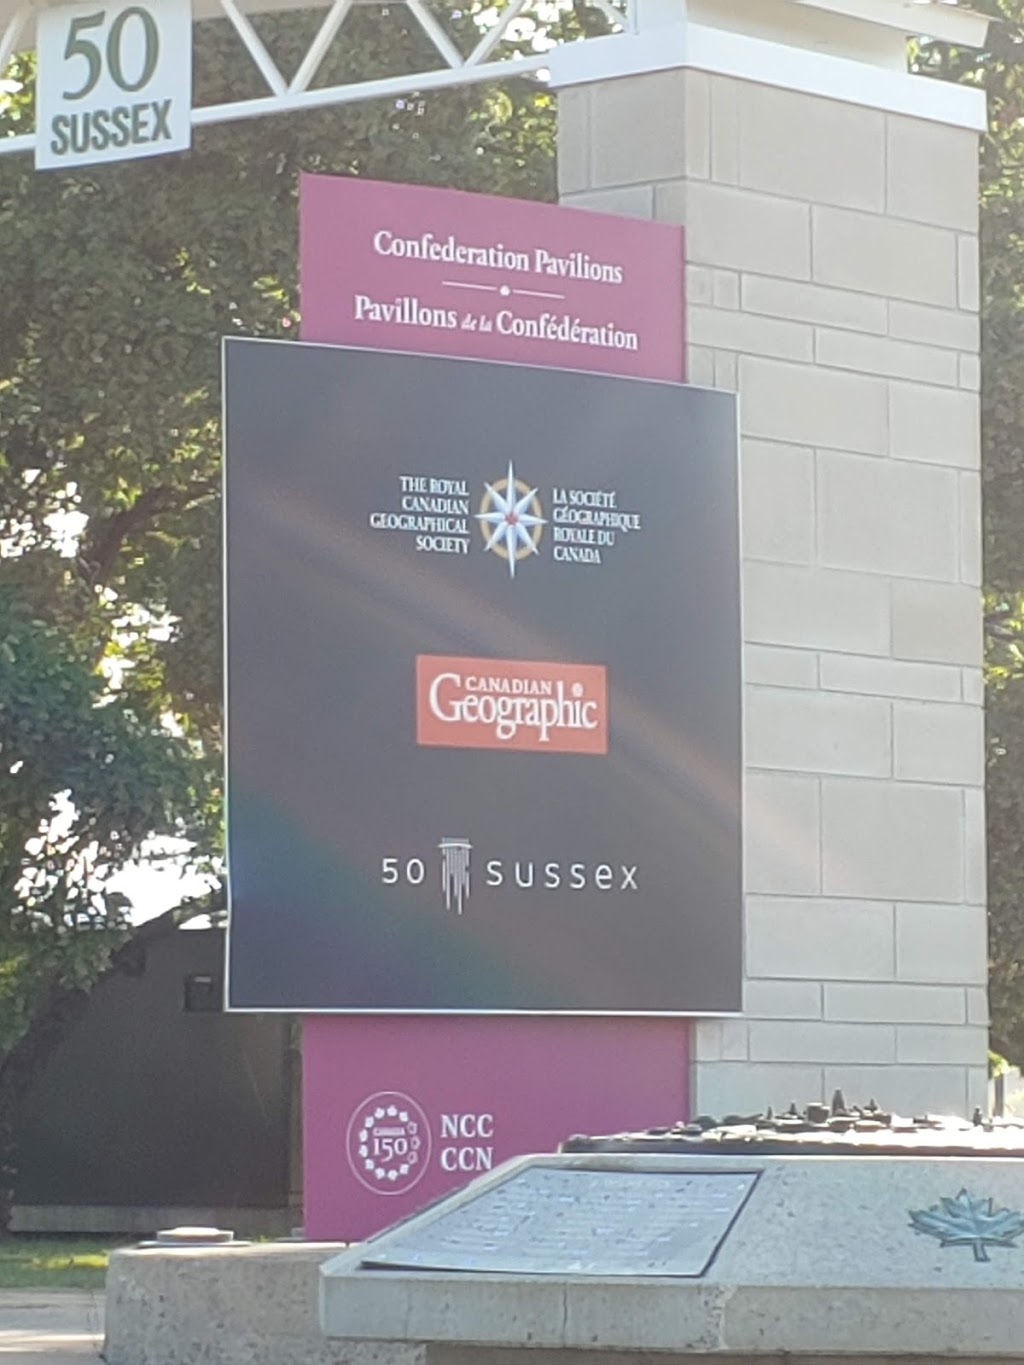 50
SUSSEX
Confederation Pavilions
Pavillons de la Confédération
THE ROYAL
CANADIAN
GEOGRAPHICAL
SOCIETY
LA SOCIÉTÉ
GÉOGRAPHIQUE
ROYALE DU
CANADA
CANADIAN
Geographic
50 sussex
CANADA
150
NCC
CCN